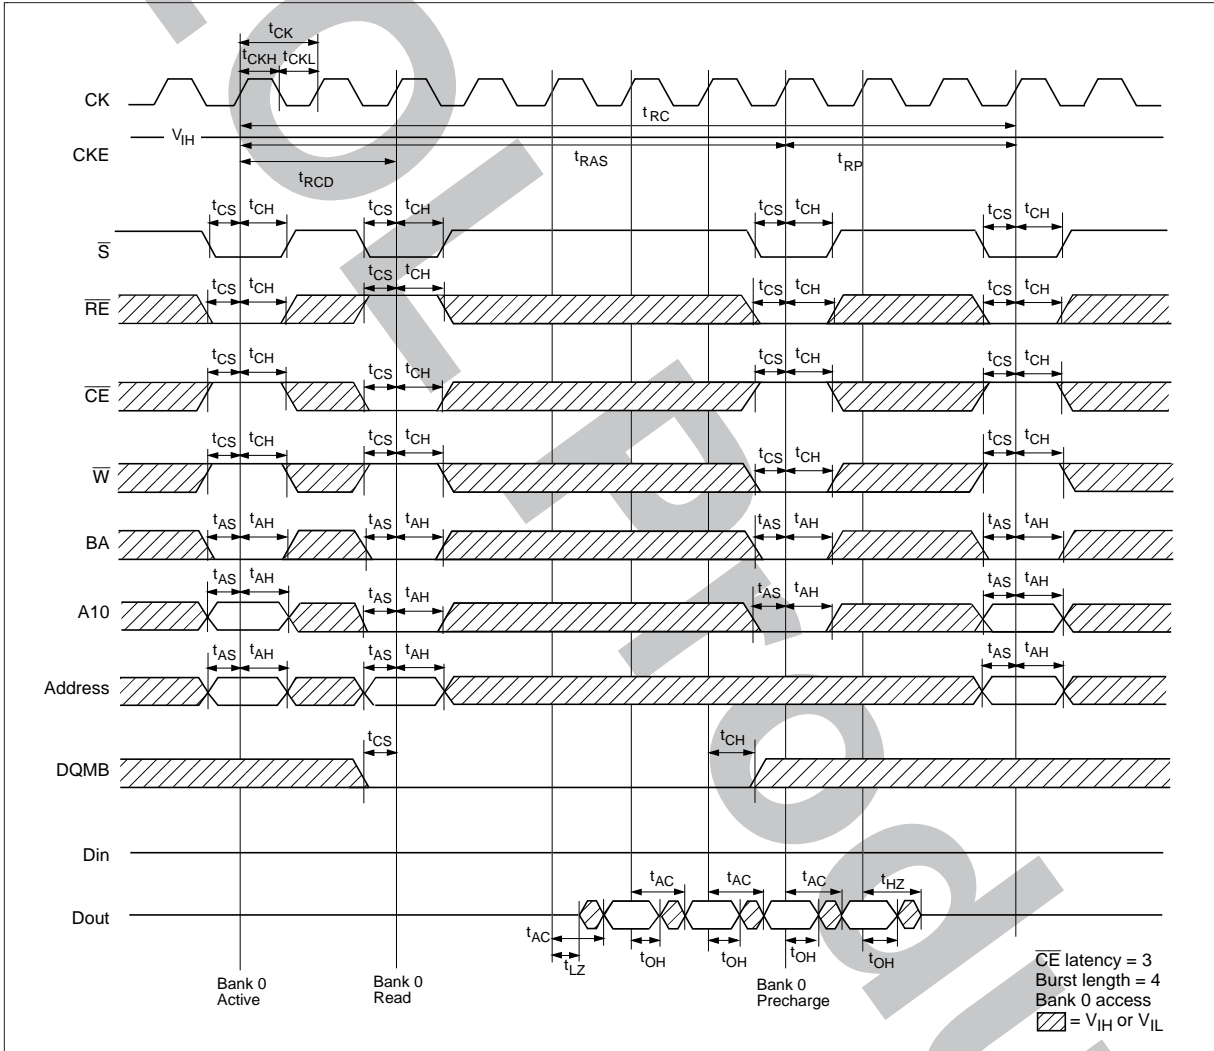 tCK
tCKH tCKL
CK
tRC
VIH
CKE
tRAS tRP
tRCD
tCS tCH tCS tCH tCS tCH tCS tCH
S
tCS tCH tCS tCH tCS tCH tCS tCH
RE
tCS tCH tCS tCH tCS tCH tCS tCH
CE
tCS tCH tCS tCH tCS tCH tCS tCH
W
tAS tAH tAS tAH tAS tAH tAS tAH
BA
tAS tAH tAS tAH tAS tAH tAS tAH
A10
tAS tAH tAS tAH tAS tAH
Address
tCS tCH
DQMB
Din
tAC tAC tAC tHZ
Dout
tAC
tLZ tOH tOH tOH tOH
Bank 0
Active
Bank 0
Read
Bank 0
Precharge
CE latency = 3
Burst length = 4
Bank 0 access
= VIH or VIL